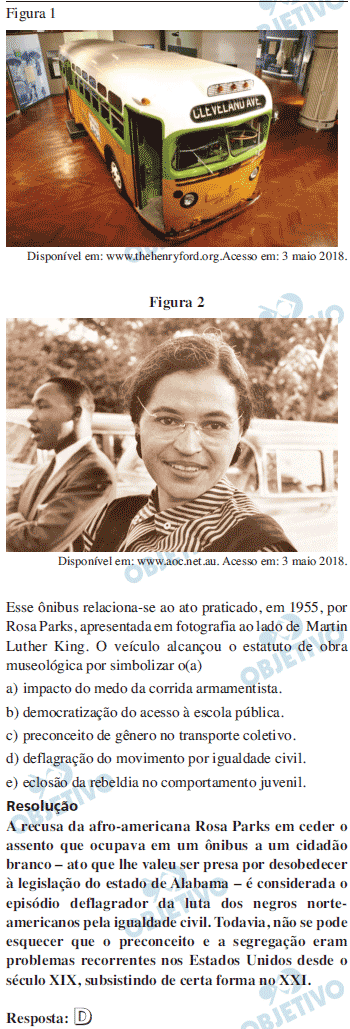 Figura 1
OBJETIVO
CLEVELAND AVE
Disponível em: www.thehenryford.org.Acesso em: 3 maio 2018.
OBJETIVO
Figura 2
OBJETIVO
Disponível em: www.aoc.net.au. Acesso em: 3 maio 2018.
OBJETIVO
Esse ônibus relaciona-se ao ato praticado, em 1955, por
Rosa Parks, apresentada em fotografia ao lado de Martin
Luther King. O veículo alcançou o estatuto de obra
museológica por simbolizar o(a)
OBJETIVO
a) impacto do medo da corrida armamentista.
b) democratização do acesso à escola pública.
c) preconceito de gênero no transporte coletivo.
d) deflagração do movimento por igualdade civil.
e) eclosão da rebeldia no comportamento juvenil.
OBJETIVO
Resolução
A recusa da afro-americana Rosa Parks em ceder o
assento que ocupava em um ônibus a um cidadão
branco – ato que lhe valeu ser presa por desobedecer
à legislação do estado de Alabama – é considerada o
OBJETIVO
episódio deflagrador da luta dos negros norte-
americanos pela igualdade civil. Todavia, não se pode
esquecer que o preconceito e a segregação eram
problemas recorrentes nos Estados Unidos desde o
século XIX, subsistindo de certa forma no XXI.
Resposta: D
OBJETIVO